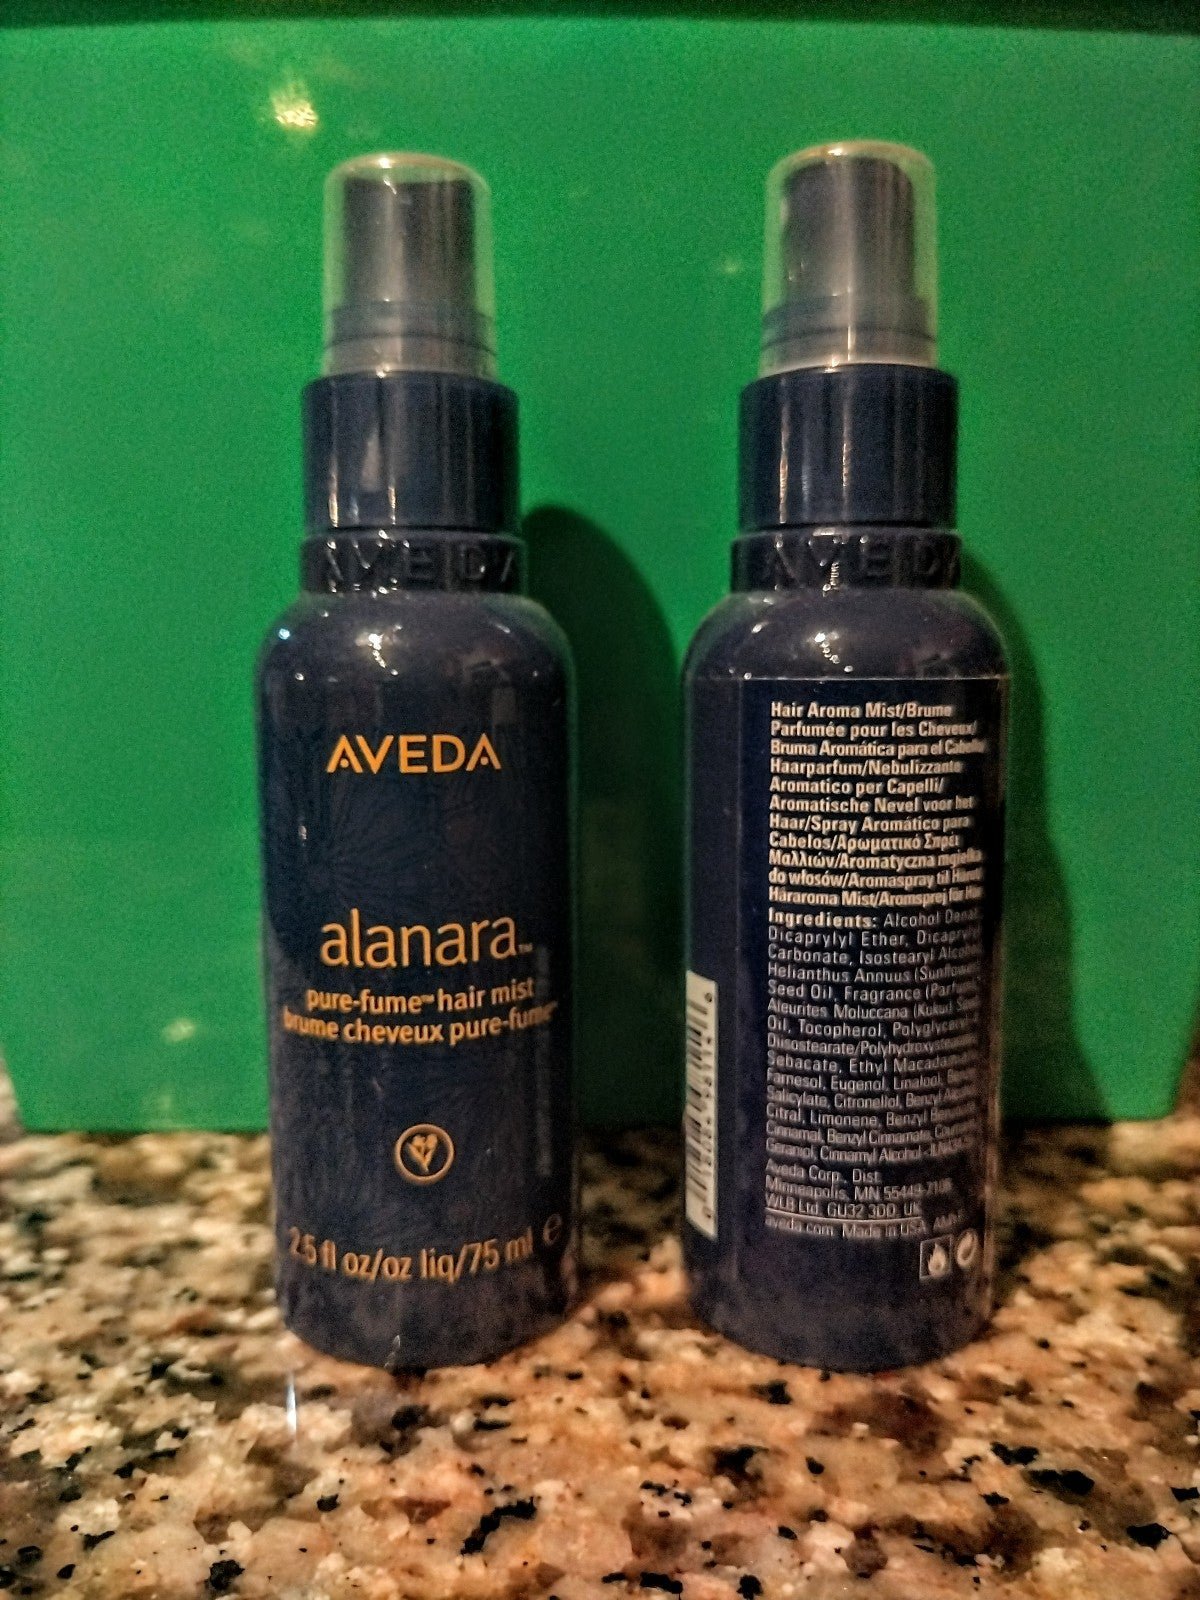 AVEDA
AVEDA
alanara™
pure-fume™ hair mist
brume cheveux pure-fume™
2.5 fl oz/oz liq/75 ml e
AVEDA
Hair Aroma Mist/Brume
Parfumée pour les Cheveux/
Bruma Aromática para el Cabello/
Haarparfum/Nebulizzante
Aromatico per Capelli/
Aromatische Nevel voor het
Haar/Spray Aromático para
Cabelos/Αρωματικό Σπρέι
Μαλλιών/Aromatyczna mgiełka
do włosów/Aromaspray til Håret/
Háraroma Mist/Aromsprej för
Ingredients: Alcohol Denat.
Dicaprylyl Ether, Dicaprylyl
Carbonate, Isostearyl Alcohol,
Helianthus Annuus (Sunflower)
Seed Oil, Fragrance (Parfum),
Aleurites Moluccana (Kukui) Seed
Oil, Tocopherol, Polyglyceryl-
Diisostearate/Polyhydroxystearate
Sebacate, Ethyl Macadamiate,
Farnesol, Eugenol, Linalool,
Salicylate, Citronellol, Benzyl
Citral, Limonene, Benzyl Benzoate,
Cinnamal, Benzyl Cinnamate,
Geraniol, Cinnamyl Alcohol
Aveda Corp., Dist.
Minneapolis, MN 55449-7106
WLB Ltd. GU32 3DD, UK
aveda.com Made in USA